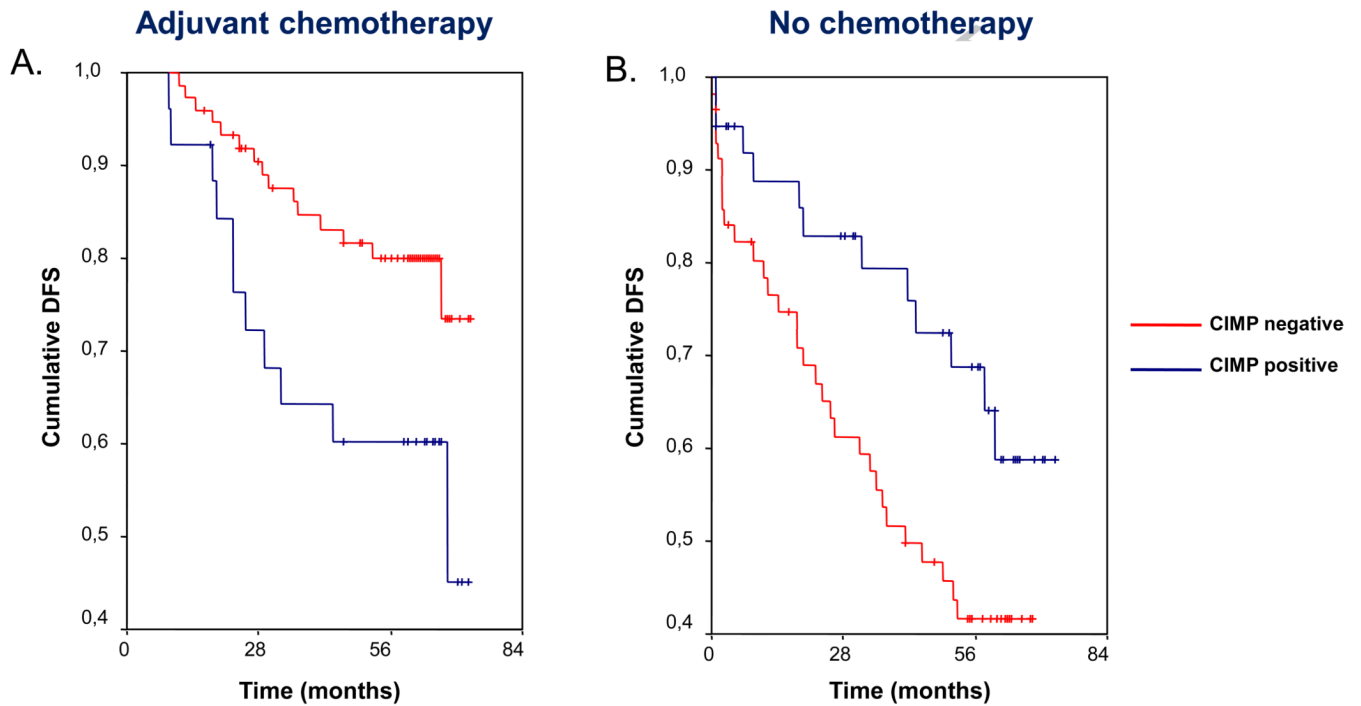 Adjuvant chemotherapy
No chemotherapy
A.
B.
1,0
0,9
0,8
0,7
0,6
0,5
0,4
Cumulative DFS
0
28
56
84
Time (months)
1,0
0,9
0,8
0,7
0,6
0,5
0,4
Cumulative DFS
0
28
56
84
Time (months)
CIMP negative
CIMP positive